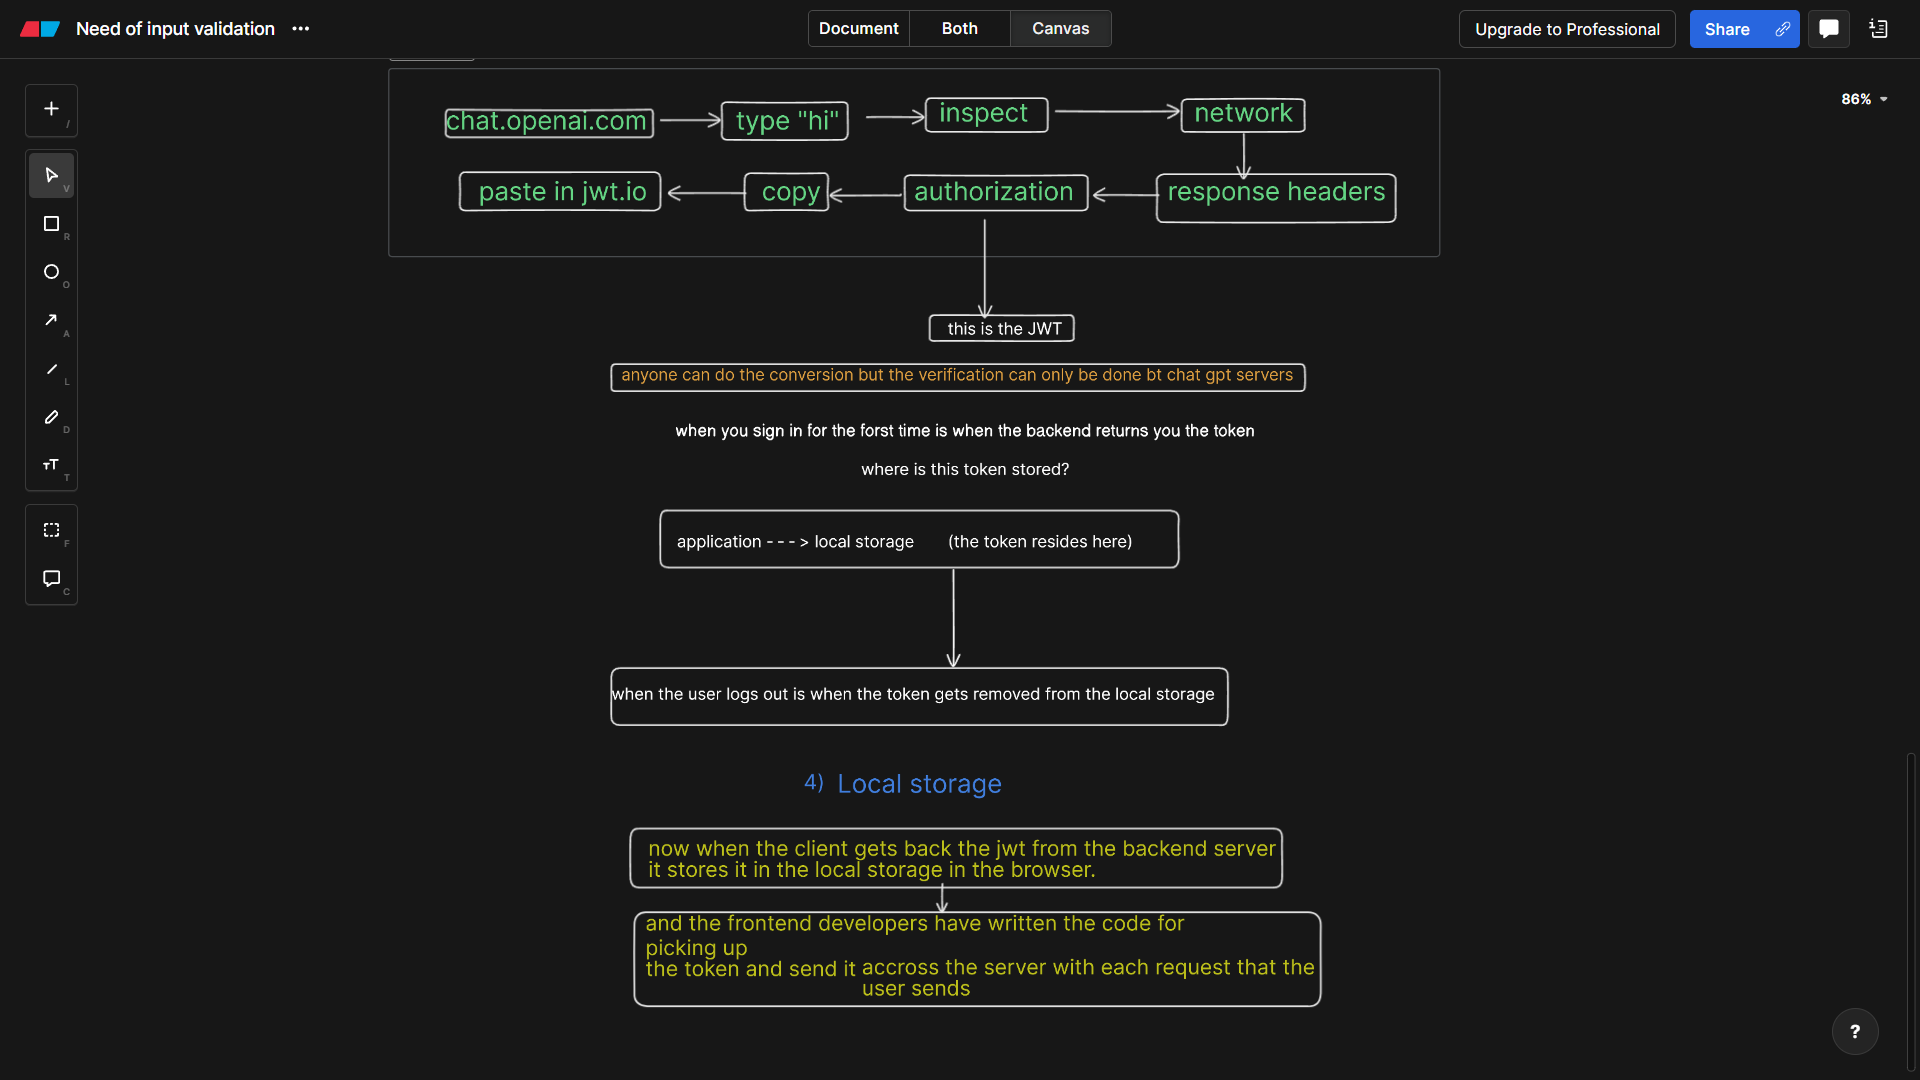 Need of input validation
Document
Both
Canvas
Upgrade to Professional
Share
86%
/
V
R
O
A
L
D
T
F
C
chat.openai.com
type "hi"
inspect
network
response headers
authorization
copy
paste in jwt.io
this is the JWT
anyone can do the conversion but the verification can only be done bt chat gpt servers
when you sign in for the forst time is when the backend returns you the token
where is this token stored?
application - - - > local storage (the token resides here)
when the user logs out is when the token gets removed from the local storage
4) Local storage
now when the client gets back the jwt from the backend server
it stores it in the local storage in the browser.
and the frontend developers have written the code for
picking up
the token and send it accross the server with each request that the
user sends
?